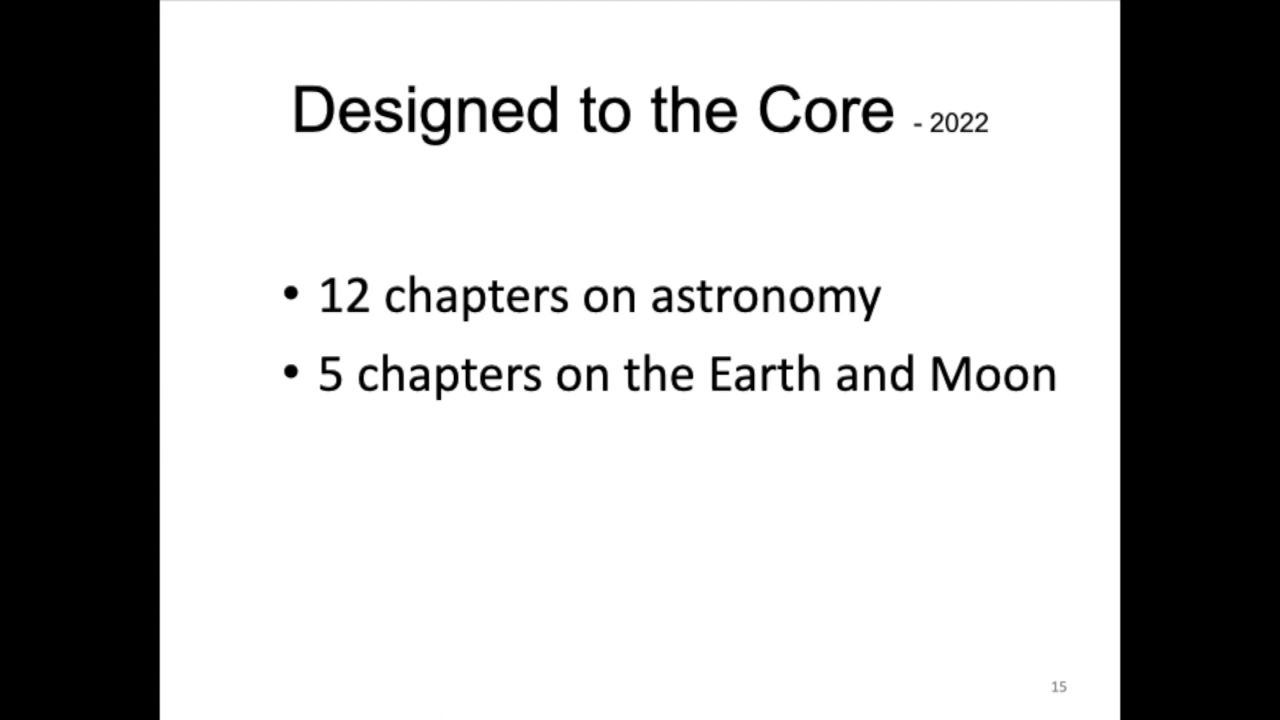 Designed to the Core - 2022
• 12 chapters on astronomy
• 5 chapters on the Earth and Moon
15